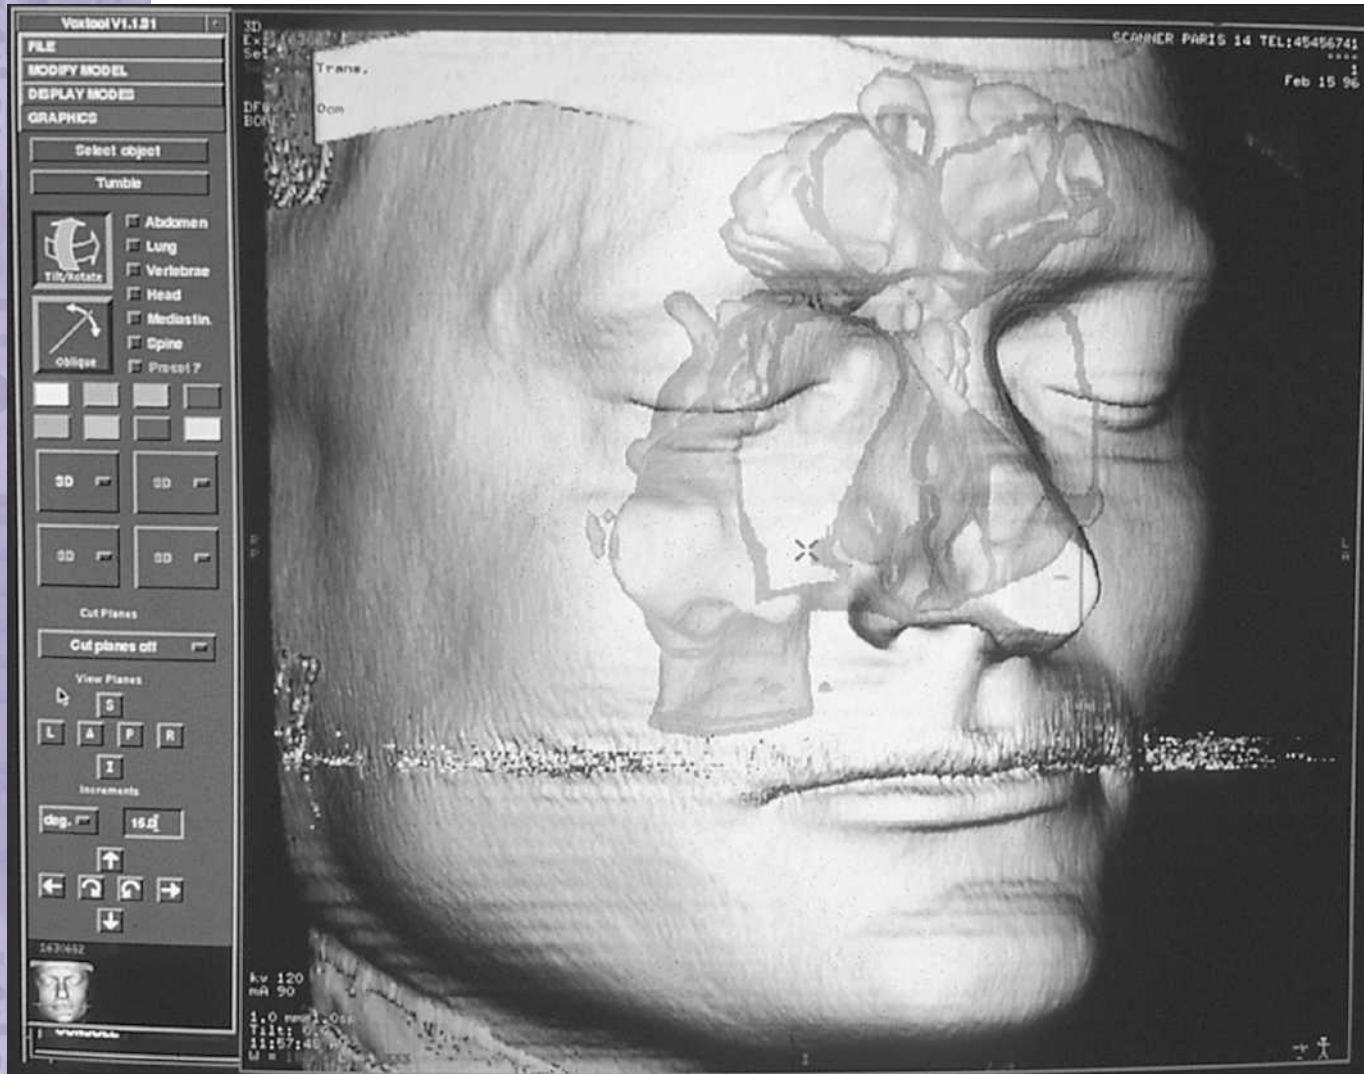 Voxtool V1.1.31
FILE
MODIFY MODEL
DISPLAY MODES
GRAPHICS
Select object
Tumble
Tilt/Rotate
Abdomen
Lung
Vertebrae
Head
Mediastin.
Spine
Oblique
Preset 7
3D
3D
3D
3D
Cut Planes
Cut planes off
View Planes
S
L A P R
I
Increments
deg. 15.0
3D
Trans.
SCANNER PARIS 14 TEL:45456741
****
1
Feb 15 96
L
A
kv 120
mA 90
Tilt:
I